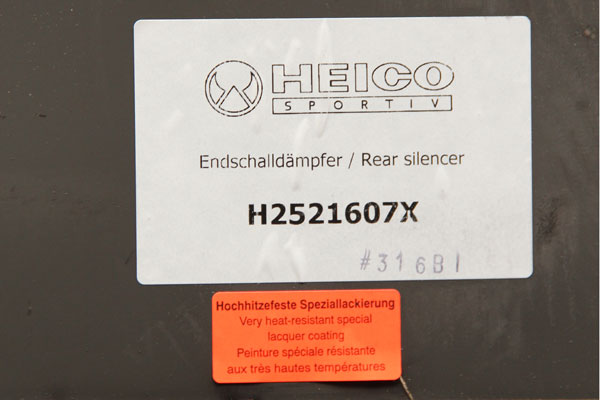 HEICO
SPORTIV
Endschalldämpfer / Rear silencer
H2521607X
#316BI
Hochhitzefeste Speziallackierung
Very heat-resistant special
lacquer coating
Peinture spéciale résistante
aux très hautes températures